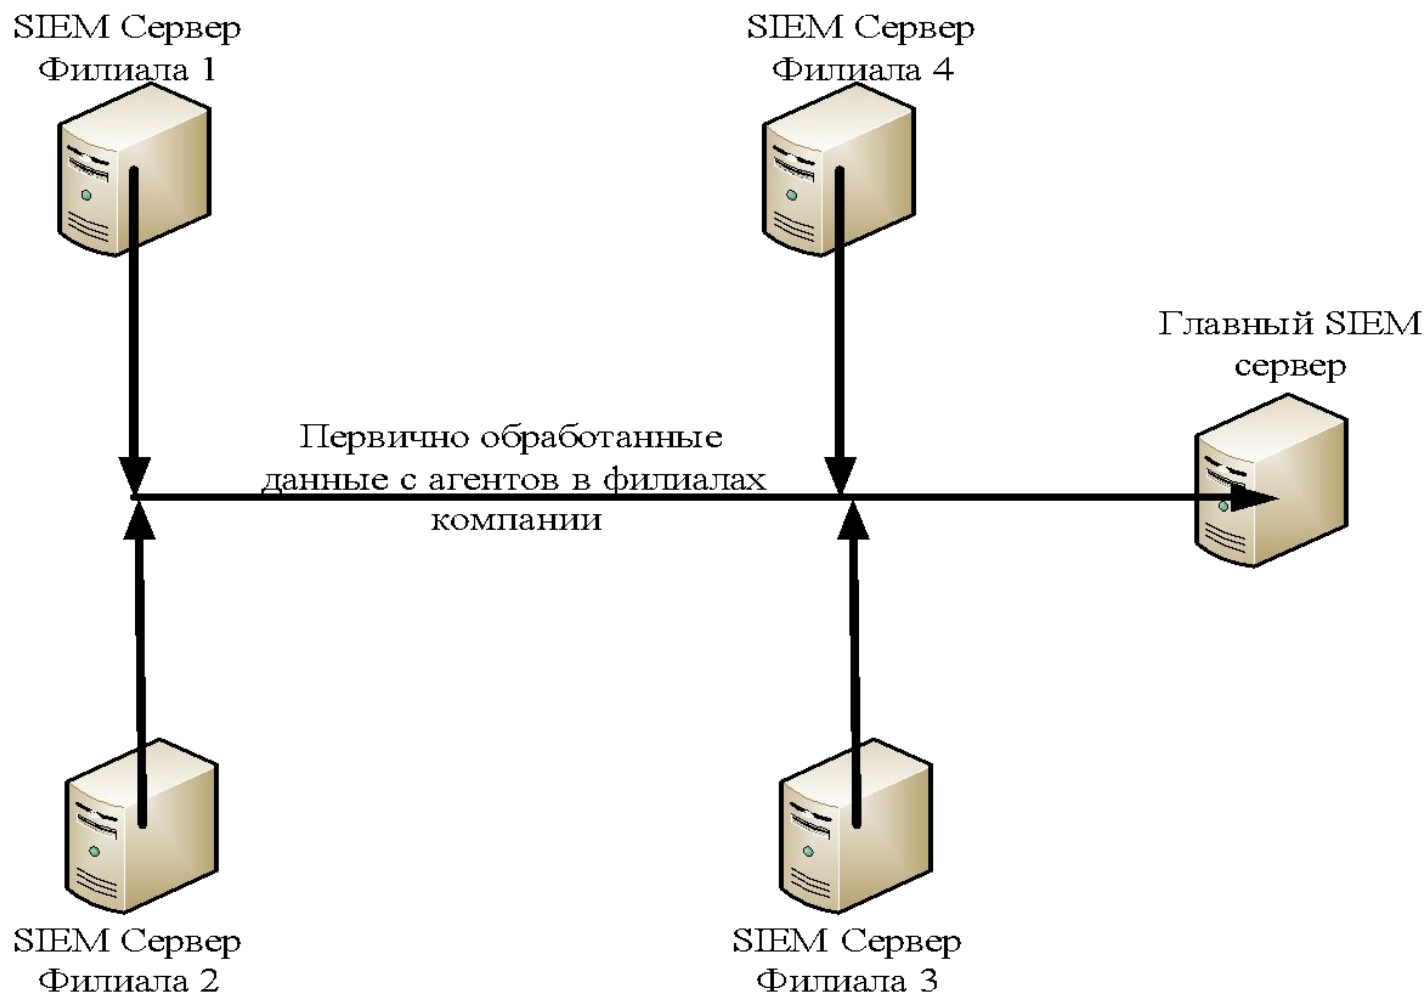 SIEM Сервер
Филиала 1
SIEM Сервер
Филиала 4
Главный SIEM
сервер
Первично обработанные
данные с агентов в филиалах
компании
SIEM Сервер
Филиала 2
SIEM Сервер
Филиала 3